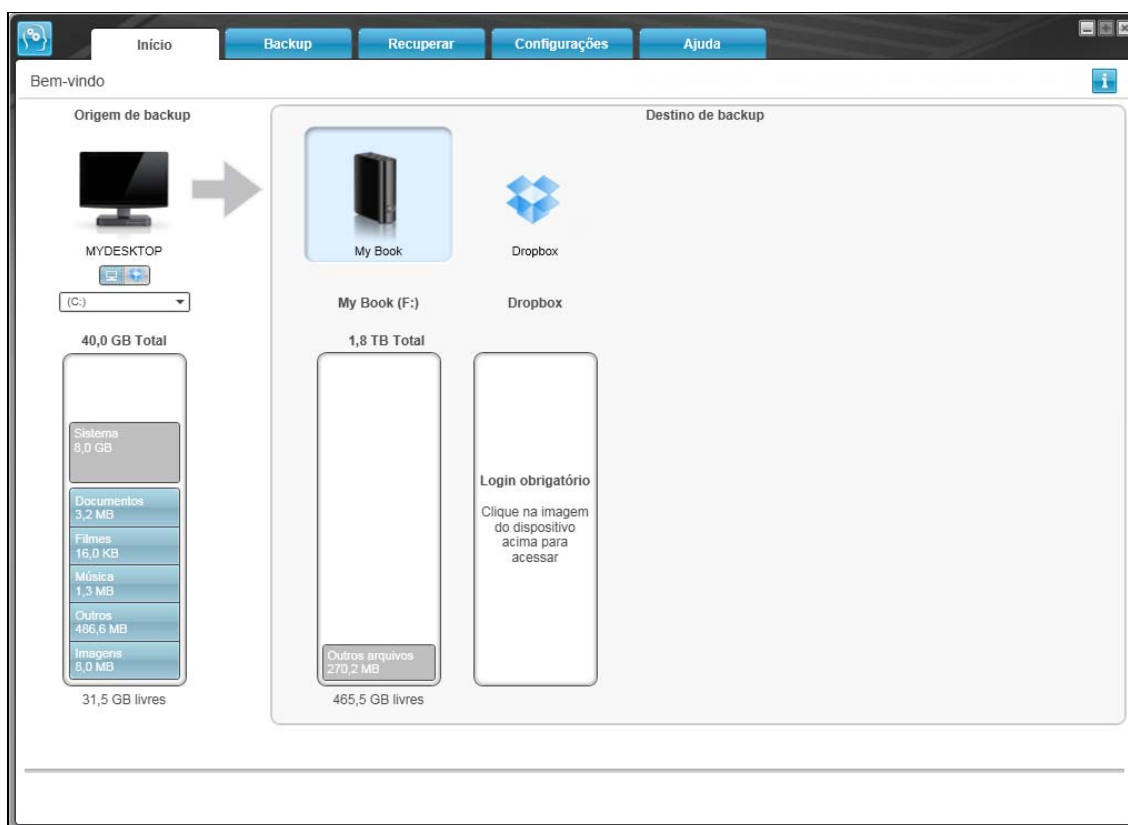 Início
Backup
Recuperar
Configurações
Ajuda
Bem-vindo
Origem de backup
Destino de backup
MYDESKTOP
My Book
Dropbox
(C:)
My Book (F:)
Dropbox
40,0 GB Total
1,8 TB Total
Sistema
8,0 GB
Documentos
3,2 MB
Filmes
16,0 KB
Música
1,3 MB
Outros
486,6 MB
Imagens
8,0 MB
31,5 GB livres
Outros arquivos
270,2 MB
465,5 GB livres
Login obrigatório
Clique na imagem
do dispositivo
acima para
acessar